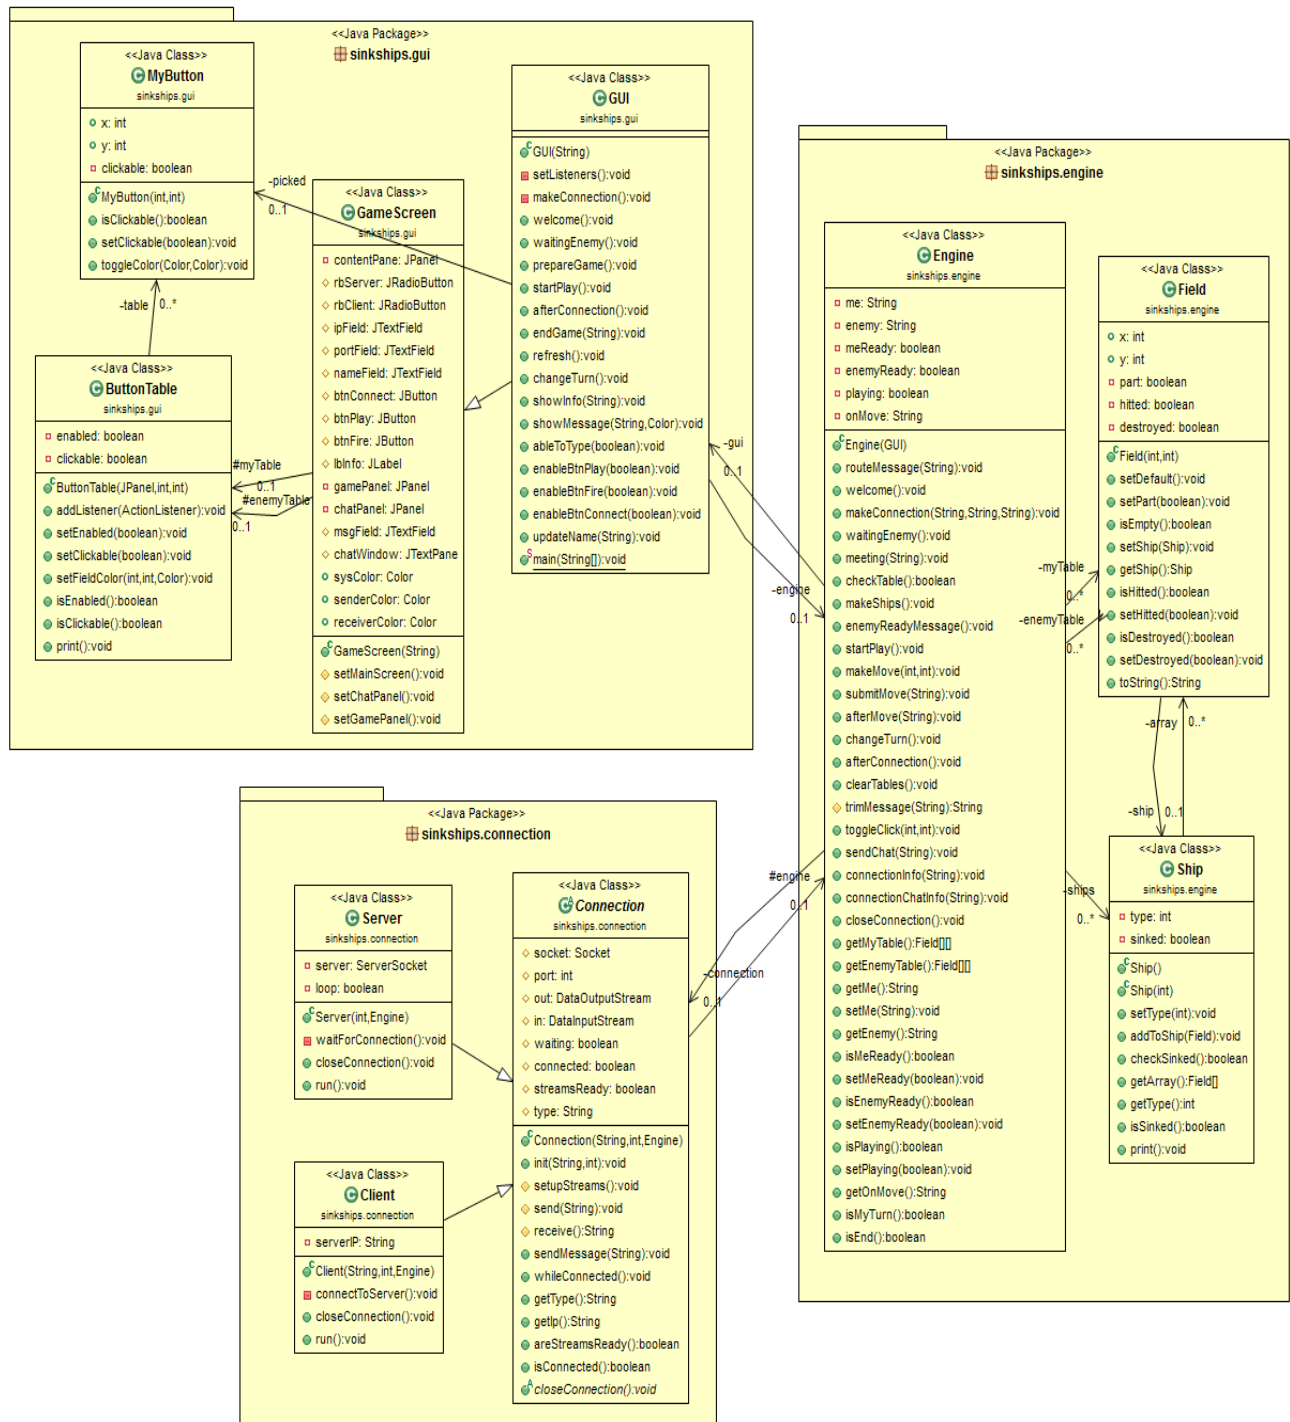 <<Java Package>>
sinkships.gui
<<Java Class>>
MyButton
sinkships.gui
x: int
y: int
clickable: boolean
MyButton(int,int)
isClickable():boolean
setClickable(boolean):void
toggleColor(Color,Color):void
-picked
0..1
-table
0..*
<<Java Class>>
ButtonTable
sinkships.gui
enabled: boolean
clickable: boolean
ButtonTable(JPanel,int,int)
addListener(ActionListener):void
setEnabled(boolean):void
setClickable(boolean):void
setFieldColor(int,int,Color):void
isEnabled():boolean
isClickable():boolean
print():void
#myTable
0..1
#enemyTable
0..1
<<Java Class>>
GameScreen
sinkships.gui
contentPane: JPanel
rbServer: JRadioButton
rbClient: JRadioButton
ipField: JTextField
portField: JTextField
nameField: JTextField
btnConnect: JButton
btnPlay: JButton
btnFire: JButton
lbInfo: JLabel
gamePanel: JPanel
chatPanel: JPanel
msgField: JTextField
chatWindow: JTextPane
sysColor: Color
senderColor: Color
receiverColor: Color
GameScreen(String)
setMainScreen():void
setChatPanel():void
setGamePanel():void
<<Java Class>>
GUI
sinkships.gui
GUI(String)
setListeners():void
makeConnection():void
welcome():void
waitingEnemy():void
prepareGame():void
startPlay():void
afterConnection():void
endGame(String):void
refresh():void
changeTurn():void
showInfo(String):void
showMessage(String,Color):void
ableToType(boolean):void
enableBtnPlay(boolean):void
enableBtnFire(boolean):void
enableBtnConnect(boolean):void
updateName(String):void
main(String[]):void
-gui
0..1
-engine
0..1
<<Java Package>>
sinkships.engine
<<Java Class>>
Engine
sinkships.engine
me: String
enemy: String
meReady: boolean
enemyReady: boolean
playing: boolean
onMove: String
Engine(GUI)
routeMessage(String):void
welcome():void
makeConnection(String,String,String):void
waitingEnemy():void
meeting(String):void
checkTable():boolean
makeShips():void
enemyReadyMessage():void
startPlay():void
makeMove(int,int):void
submitMove(String):void
afterMove(String):void
changeTurn():void
afterConnection():void
clearTables():void
trimMessage(String):String
toggleClick(int,int):void
sendChat(String):void
connectionInfo(String):void
connectionChatInfo(String):void
closeConnection():void
getMyTable():Field[][]
getEnemyTable():Field[][]
getMe():String
setMe(String):void
getEnemy():String
isMeReady():boolean
setMeReady(boolean):void
isEnemyReady():boolean
setEnemyReady(boolean):void
isPlaying():boolean
setPlaying(boolean):void
getOnMove():String
isMyTurn():boolean
isEnd():boolean
-myTable
0..*
-enemyTable
0..*
<<Java Class>>
Field
sinkships.engine
x: int
y: int
part: boolean
hitted: boolean
destroyed: boolean
Field(int,int)
setDefault():void
setPart(boolean):void
isEmpty():boolean
setShip(Ship):void
getShip():Ship
isHitted():boolean
setHitted(boolean):void
isDestroyed():boolean
setDestroyed(boolean):void
toString():String
-array
0..*
-ship
0..1
-ships
0..*
<<Java Class>>
Ship
sinkships.engine
type: int
sinked: boolean
Ship()
Ship(int)
setType(int):void
addToShip(Field):void
checkSinked():boolean
getArray():Field[]
getType():int
isSinked():boolean
print():void
<<Java Package>>
sinkships.connection
<<Java Class>>
Server
sinkships.connection
server: ServerSocket
loop: boolean
Server(int,Engine)
waitForConnection():void
closeConnection():void
run():void
<<Java Class>>
Client
sinkships.connection
serverIP: String
Client(String,int,Engine)
connectToServer():void
closeConnection():void
run():void
<<Java Class>>
Connection
sinkships.connection
socket: Socket
port: int
out: DataOutputStream
in: DataInputStream
waiting: boolean
connected: boolean
streamsReady: boolean
type: String
Connection(String,int,Engine)
init(String,int):void
setupStreams():void
send(String):void
receive():String
sendMessage(String):void
whileConnected():void
getType():String
getIp():String
areStreamsReady():boolean
isConnected():boolean
closeConnection():void
#engine
0..1
-connection
0..1